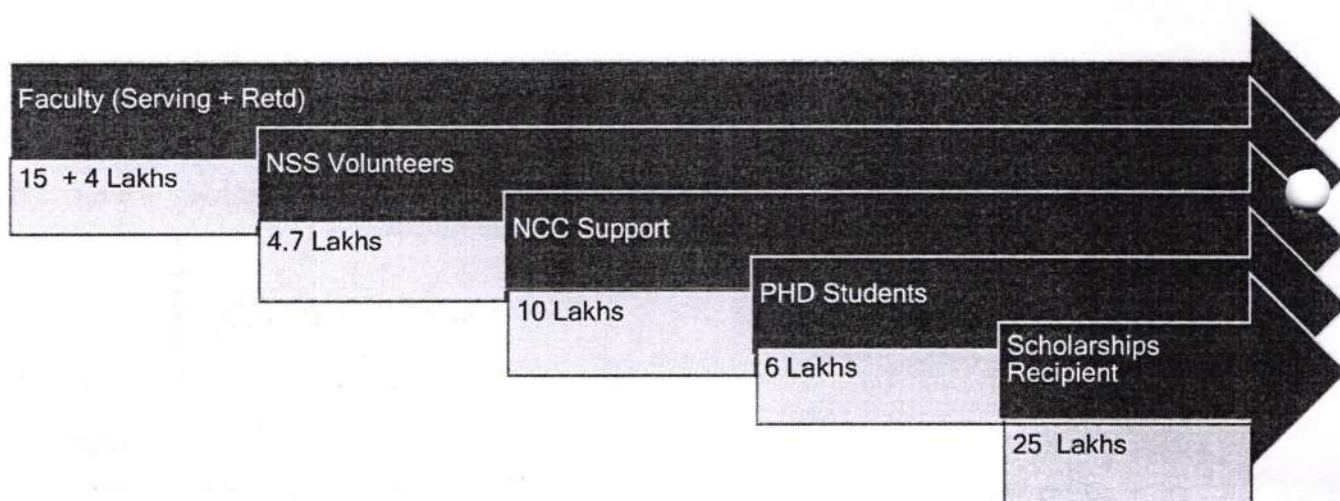 Faculty (Serving + Retd)
15 + 4 Lakhs
NSS Volunteers
4.7 Lakhs
NCC Support
10 Lakhs
PHD Students
6 Lakhs
Scholarships
Recipient
25 Lakhs